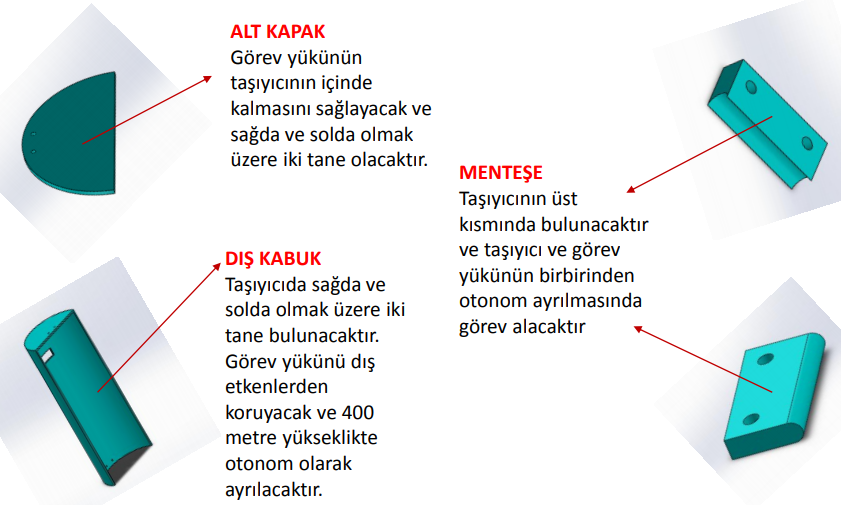 ALT KAPAK
Görev yükünün
taşıyıcının içinde
kalmasını sağlayacak ve
sağda ve solda olmak
üzere iki tane olacaktır.
DIŞ KABUK
Taşıyıcıda sağda ve
solda olmak üzere iki
tane bulunacaktır.
Görev yükünü dış
etkenlerden
koruyacak ve 400
metre yükseklikte
otonom olarak
ayrılacaktır.
MENTEŞE
Taşıyıcının üst
kısmında bulunacaktır
ve taşıyıcı ve görev
yükünün birbirinden
otonom ayrılmasında
görev alacaktır